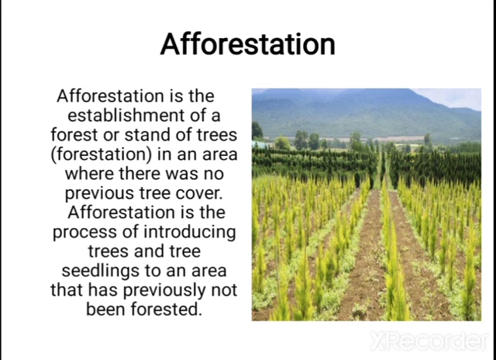 Afforestation
Afforestation is the
establishment of a
forest or stand of trees
(forestation) in an area
where there was no
previous tree cover.
Afforestation is the
process of introducing
trees and tree
seedlings to an area
that has previously not
been forested.
XRecorder